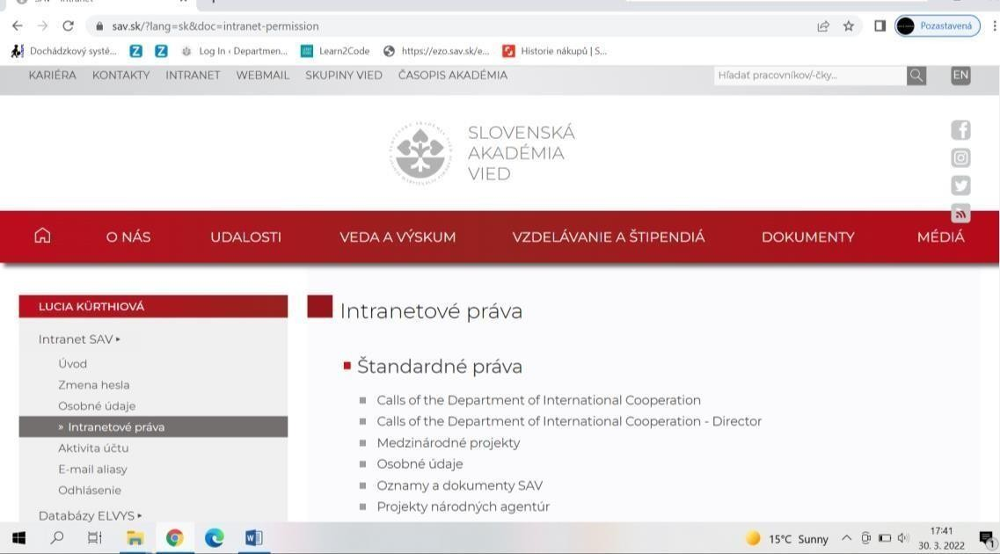 sav.sk/?lang=sk&doc=intranet-permission
Pozastavená
Dochádzkový systé... Log In ‹ Departmen... Learn2Code https://ezo.sav.sk/e... Historie nákupů | S...
KARIÉRA KONTAKTY INTRANET WEBMAIL SKUPINY VIED ČASOPIS AKADÉMIA
Hľadať pracovníkov/-čky...
EN
SLOVENSKÁ
AKADÉMIA
VIED
O NÁS UDALOSTI VEDA A VÝSKUM VZDELÁVANIE A ŠTIPENDIÁ DOKUMENTY MÉDIÁ
LUCIA KÜRTHIOVÁ
Intranet SAV
Úvod
Zmena hesla
Osobné údaje
» Intranetové práva
Aktivita účtu
E-mail aliasy
Odhlásenie
Databázy ELVYS
Intranetové práva
Štandardné práva
Calls of the Department of International Cooperation
Calls of the Department of International Cooperation - Director
Medzinárodné projekty
Osobné údaje
Oznamy a dokumenty SAV
Projekty národných agentúr
15°C Sunny
17:41
30. 3. 2022
1